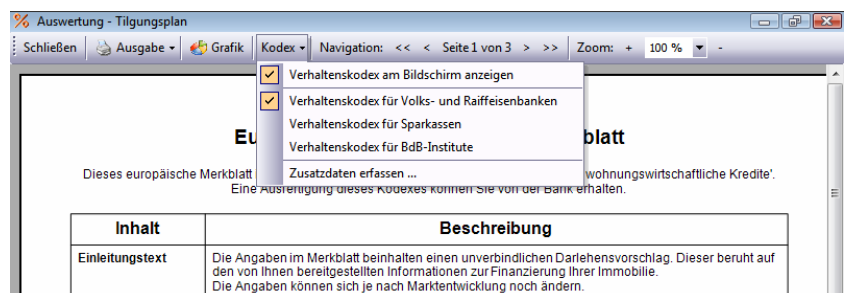 % Auswertung - Tilgungsplan
Schließen Ausgabe Grafik Kodex Navigation: << < Seite 1 von 3 > >> Zoom: + 100 % -
Verhaltenskodex am Bildschirm anzeigen
Verhaltenskodex für Volks- und Raiffeisenbanken
Verhaltenskodex für Sparkassen
Verhaltenskodex für BdB-Institute
Zusatzdaten erfassen ...
Eu blatt
Dieses europäische Merkblatt wohnungswirtschaftliche Kredite'.
Eine Ausfertigung dieses Kodexes können Sie von der Bank erhalten.
Inhalt Beschreibung
Einleitungstext Die Angaben im Merkblatt beinhalten einen unverbindlichen Darlehensvorschlag. Dieser beruht auf
den von Ihnen bereitgestellten Informationen zur Finanzierung Ihrer Immobilie.
Die Angaben können sich je nach Marktentwicklung noch ändern.